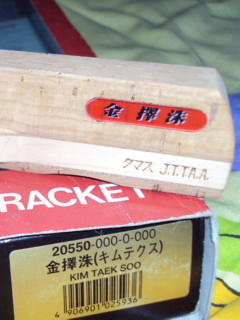 金擇洙
クマス J.T.T.A.A.
RACKET
20550-000-0-000
金擇洙(キムテクス)
KIM TAEK SOO
4 906901 025936